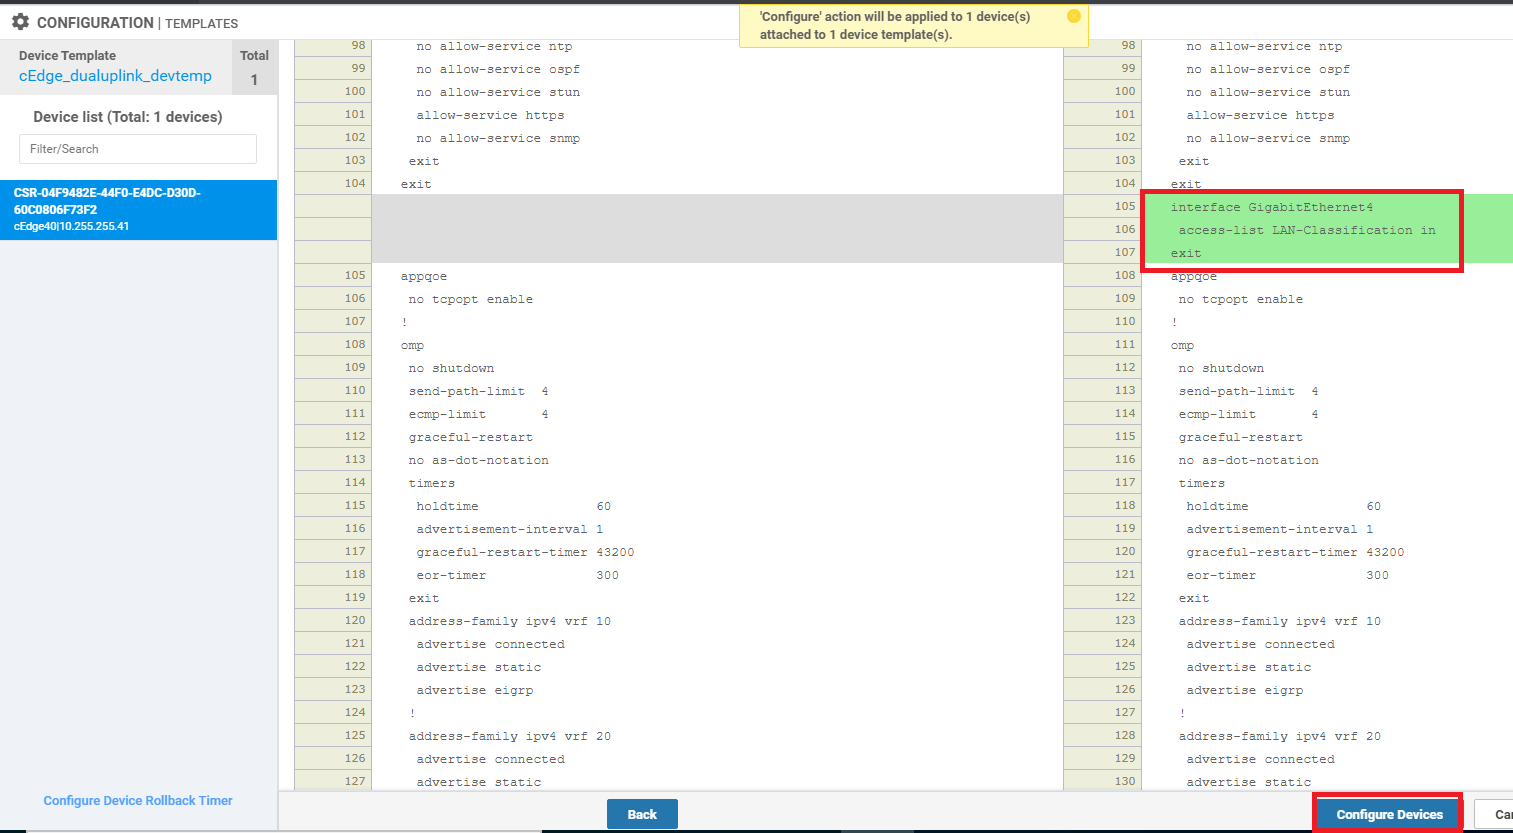 CONFIGURATION | TEMPLATES
'Configure' action will be applied to 1 device(s)
attached to 1 device template(s).
Device Template
cEdge_dualuplink_devtemp
Total
1
Device list (Total: 1 devices)
Filter/Search
CSR-04F9482E-44F0-E4DC-D30D-
60C0806F73F2
cEdge40|10.255.255.41
Configure Device Rollback Timer
98 no allow-service ntp
99 no allow-service ospf
100 no allow-service stun
101 allow-service https
102 no allow-service snmp
103 exit
104 exit
105 appqoe
106 no tcpopt enable
107 !
108 omp
109 no shutdown
110 send-path-limit 4
111 ecmp-limit 4
112 graceful-restart
113 no as-dot-notation
114 timers
115 holdtime 60
116 advertisement-interval 1
117 graceful-restart-timer 43200
118 eor-timer 300
119 exit
120 address-family ipv4 vrf 10
121 advertise connected
122 advertise static
123 advertise eigrp
124 !
125 address-family ipv4 vrf 20
126 advertise connected
127 advertise static
98 no allow-service ntp
99 no allow-service ospf
100 no allow-service stun
101 allow-service https
102 no allow-service snmp
103 exit
104 exit
105 interface GigabitEthernet4
106 access-list LAN-Classification in
107 exit
108 appqoe
109 no tcpopt enable
110 !
111 omp
112 no shutdown
113 send-path-limit 4
114 ecmp-limit 4
115 graceful-restart
116 no as-dot-notation
117 timers
118 holdtime 60
119 advertisement-interval 1
120 graceful-restart-timer 43200
121 eor-timer 300
122 exit
123 address-family ipv4 vrf 10
124 advertise connected
125 advertise static
126 advertise eigrp
127 !
128 address-family ipv4 vrf 20
129 advertise connected
130 advertise static
Back
Configure Devices